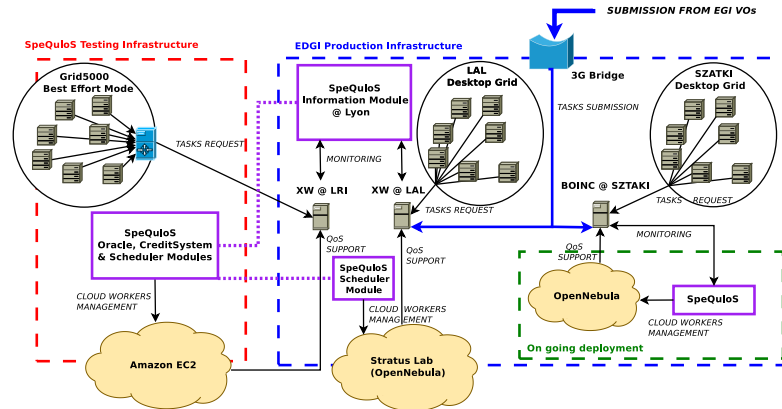 SUBMISSION FROM EGI VOs
SpeQuloS Testing Infrastructure
EDGI Production Infrastructure
Grid5000
Best Effort Mode
SpeQuloS
Information Module
@ Lyon
LAL
Desktop Grid
3G Bridge
SZATKI
Desktop Grid
TASKS SUBMISSION
TASKS REQUEST
MONITORING
XW @ LRI
XW @ LAL
BOINC @ SZTAKI
TASKS REQUEST
TASKS REQUEST
SpeQuloS
Oracle, CreditSystem
& Scheduler Modules
QoS
SUPPORT
QoS
SUPPORT
QoS
SUPPORT
MONITORING
SpeQuloS
Scheduler
Module
OpenNebula
SpeQuloS
CLOUD WORKERS
MANAGEMENT
CLOUD WORKERS
MANAGEMENT
CLOUD WORKERS
MANAGEMENT
Amazon EC2
Stratus Lab
(OpenNebula)
On going deployment